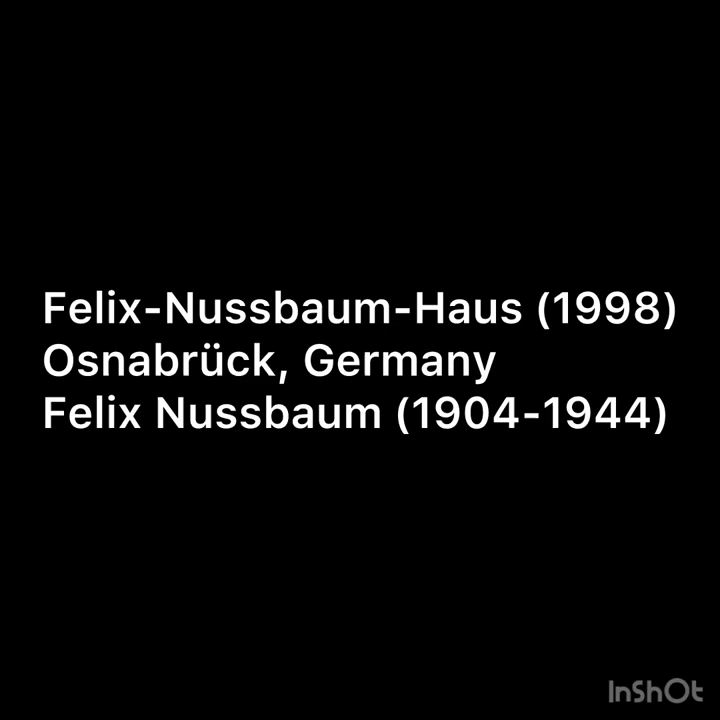 Felix-Nussbaum-Haus (1998)
Osnabrück, Germany
Felix Nussbaum (1904-1944)
InShOt